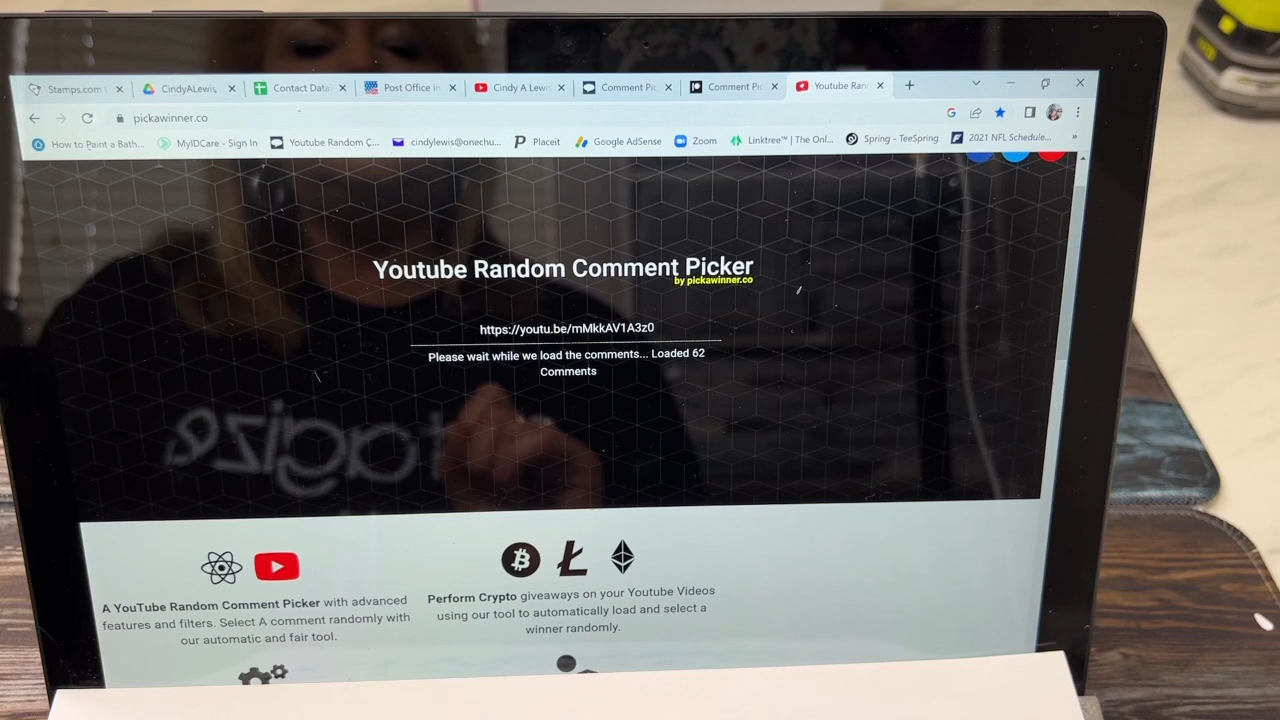 Stamps.com
CindyALewis
Contact Data
Post Office in
Cindy A Lewi
Comment Pic
Comment Pic
Youtube Ran
pickawinner.co
How to Paint a Bath...
MyIDCare - Sign In
Youtube Random C...
cindylewis@onechu...
Placeit
Google AdSense
Zoom
Linktree™ | The Onl...
Spring - TeeSpring
2021 NFL Schedule...
Youtube Random Comment Picker
by pickawinner.co
https://youtu.be/mMkkAV1A3z0
Please wait while we load the comments... Loaded 62
Comments
A YouTube Random Comment Picker with advanced
features and filters. Select A comment randomly with
our automatic and fair tool.
Perform Crypto giveaways on your Youtube Videos
using our tool to automatically load and select a
winner randomly.